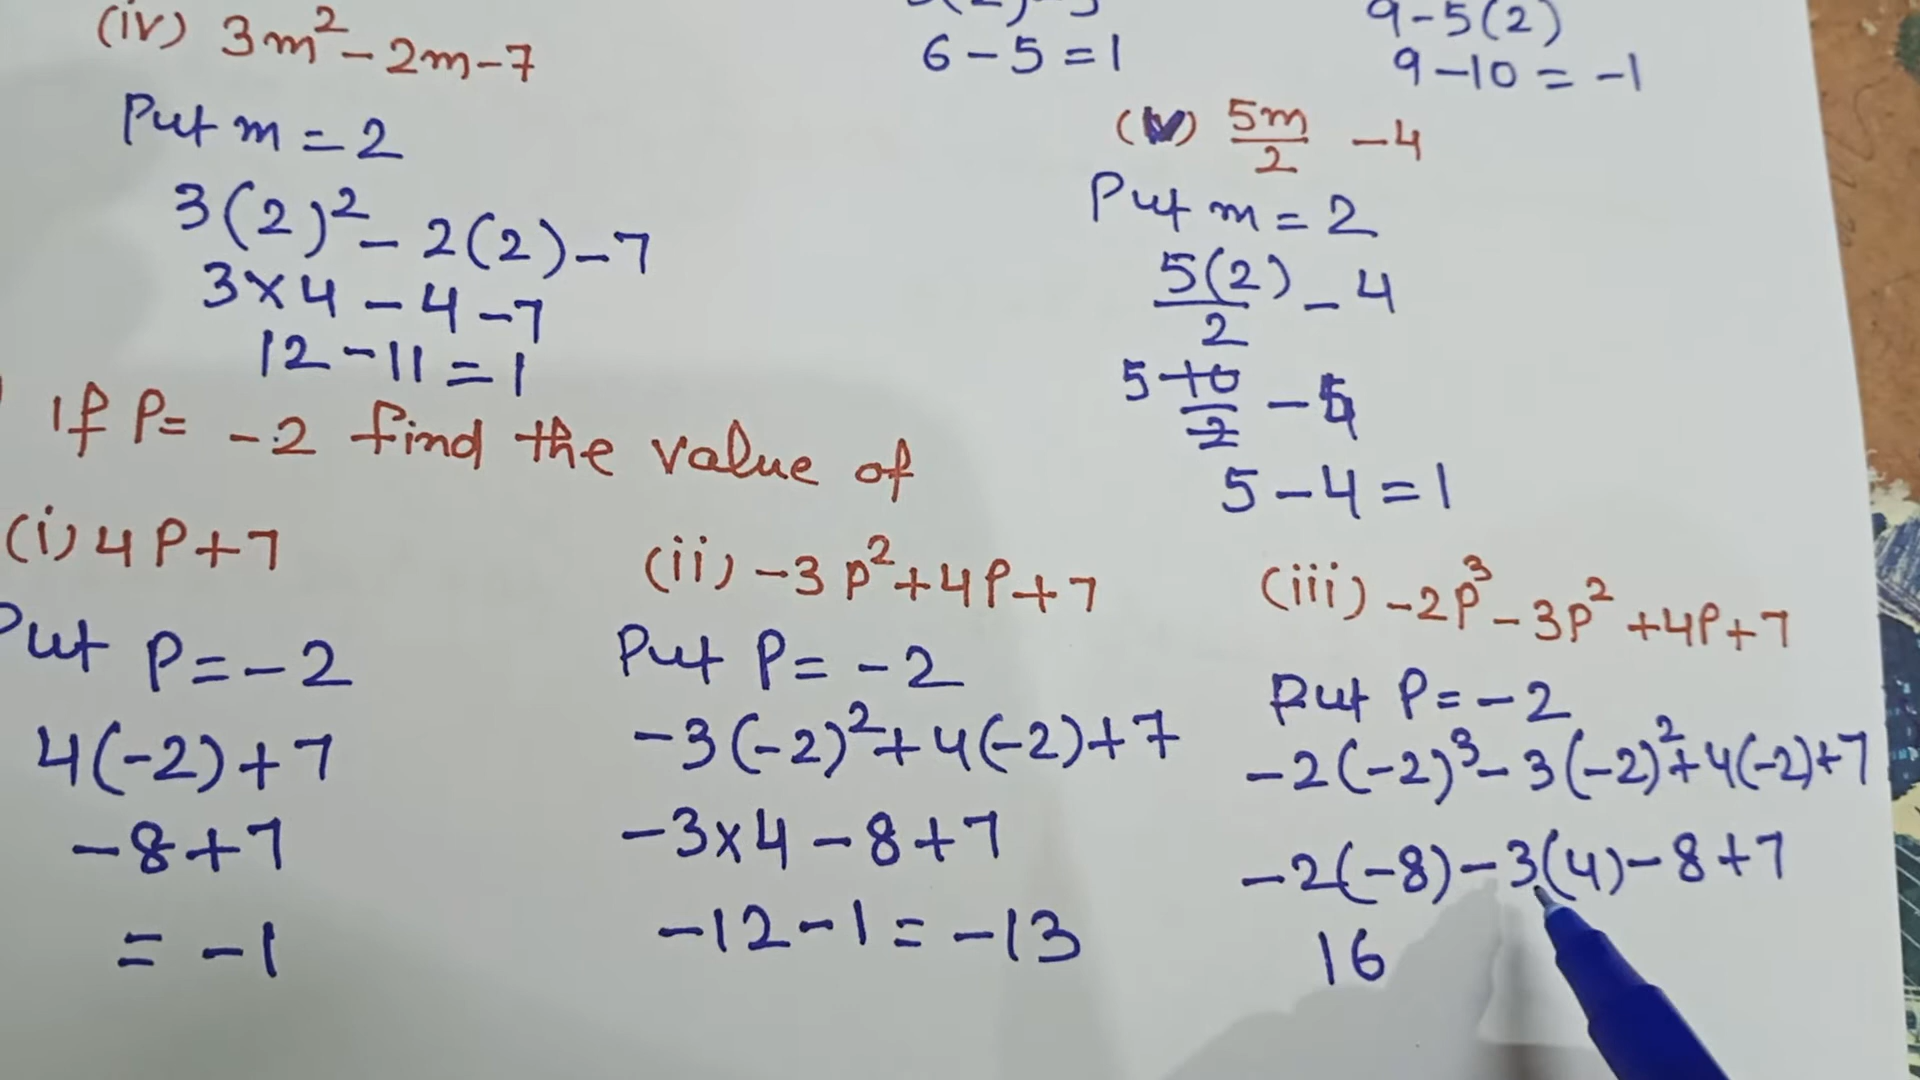 (iv) 3m² - 2m - 7
Put m = 2
3(2)² - 2(2) - 7
3×4 - 4 - 7
12 - 11 = 1
6 - 5 = 1
9 - 5(2)
9 - 10 = -1
(v) 5m/2 - 4
Put m = 2
5(2)/2 - 4
5 10/2 - 4
5 - 4 = 1
If P = -2 find the value of
(i) 4P + 7
Put P = -2
4(-2) + 7
-8 + 7
= -1
(ii) -3P² + 4P + 7
Put P = -2
-3(-2)² + 4(-2) + 7
-3×4 - 8 + 7
-12 - 1 = -13
(iii) -2P³ - 3P² + 4P + 7
Put P = -2
-2(-2)³ - 3(-2)² + 4(-2) + 7
-2(-8) - 3(4) - 8 + 7
16